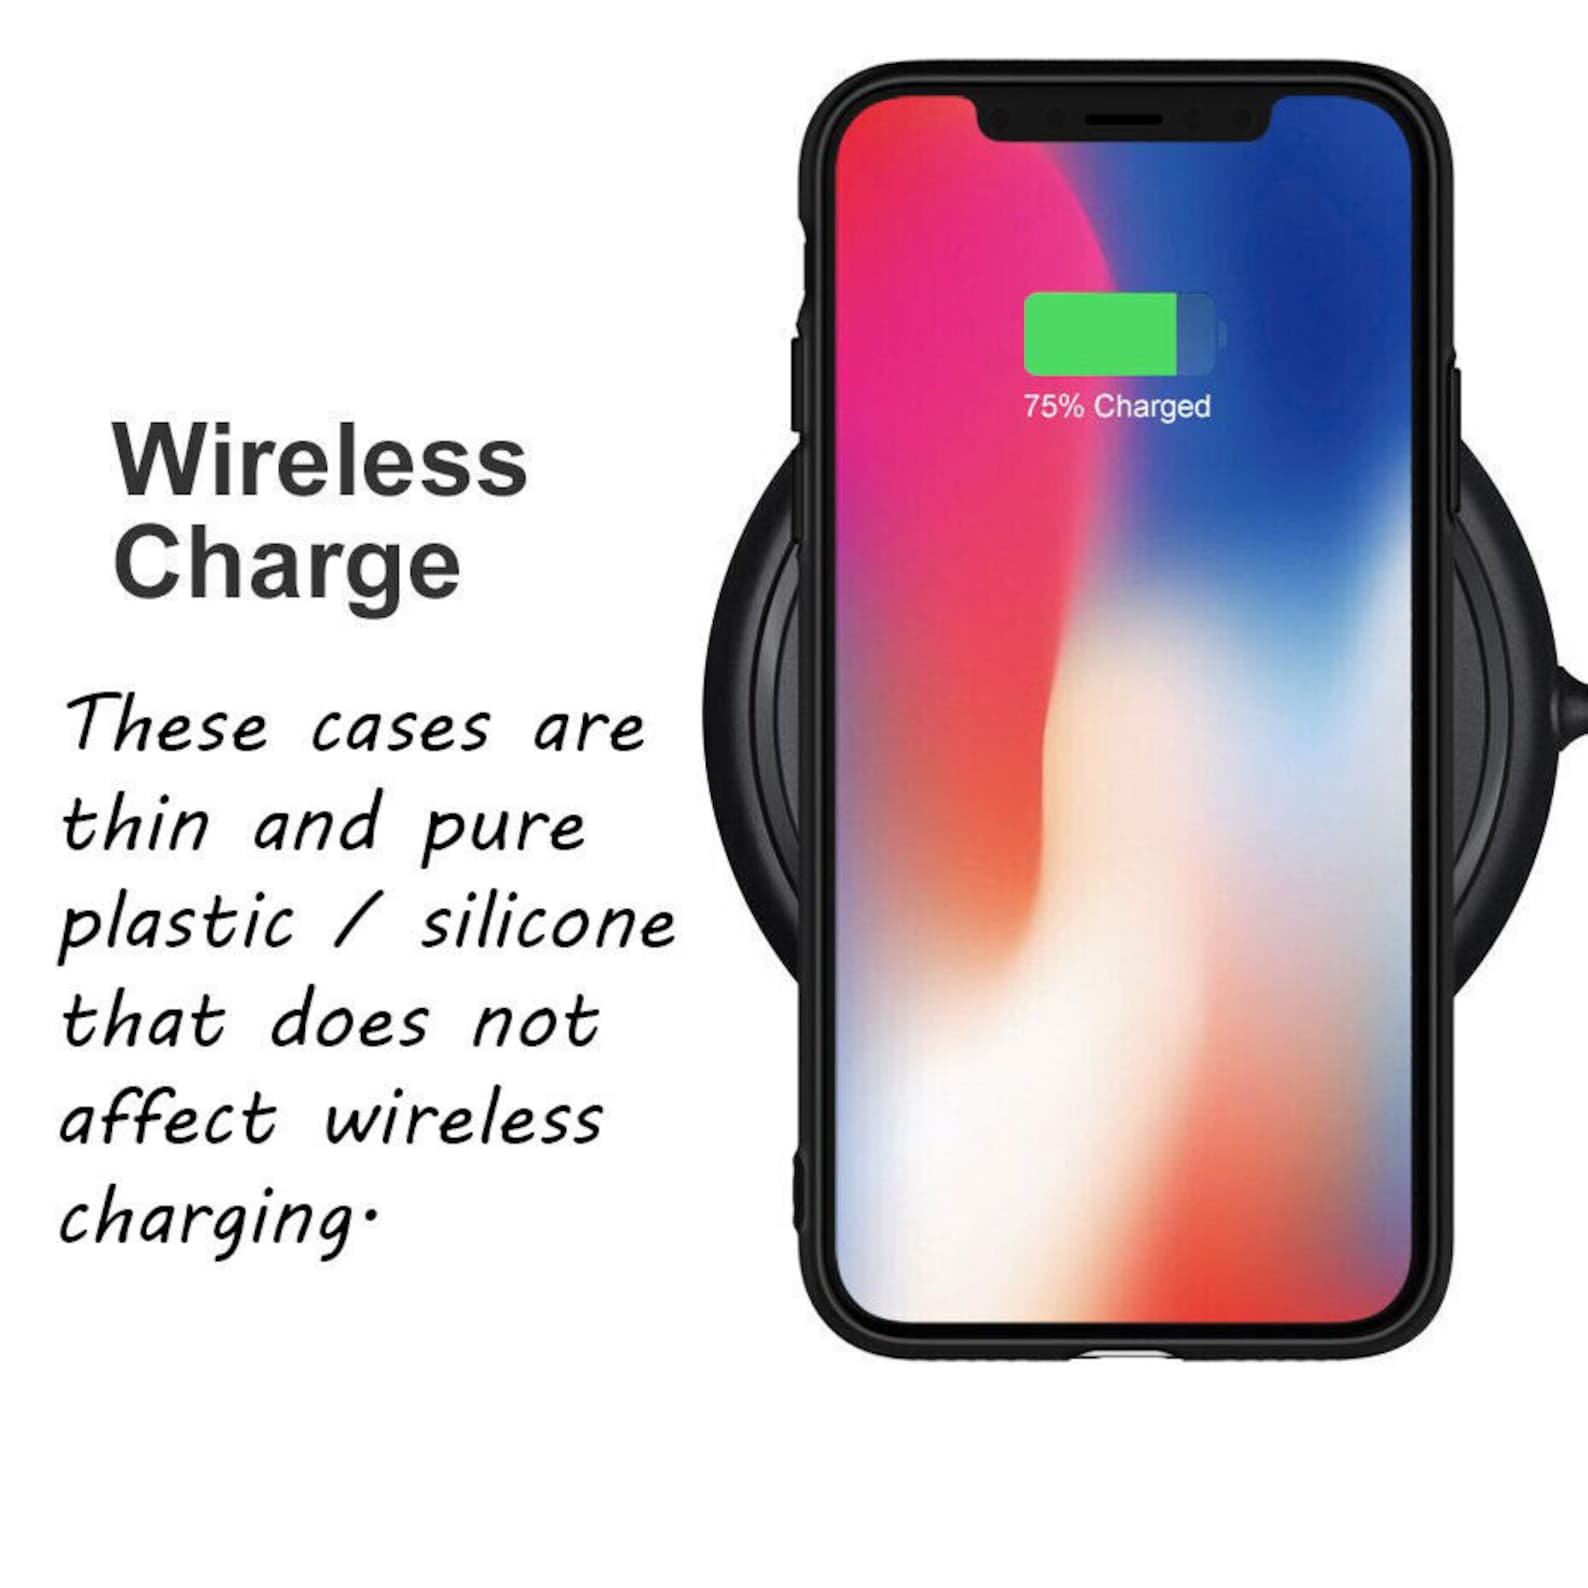 Wireless
Charge
These cases are
thin and pure
plastic / silicone
that does not
affect wireless
charging.
75% Charged